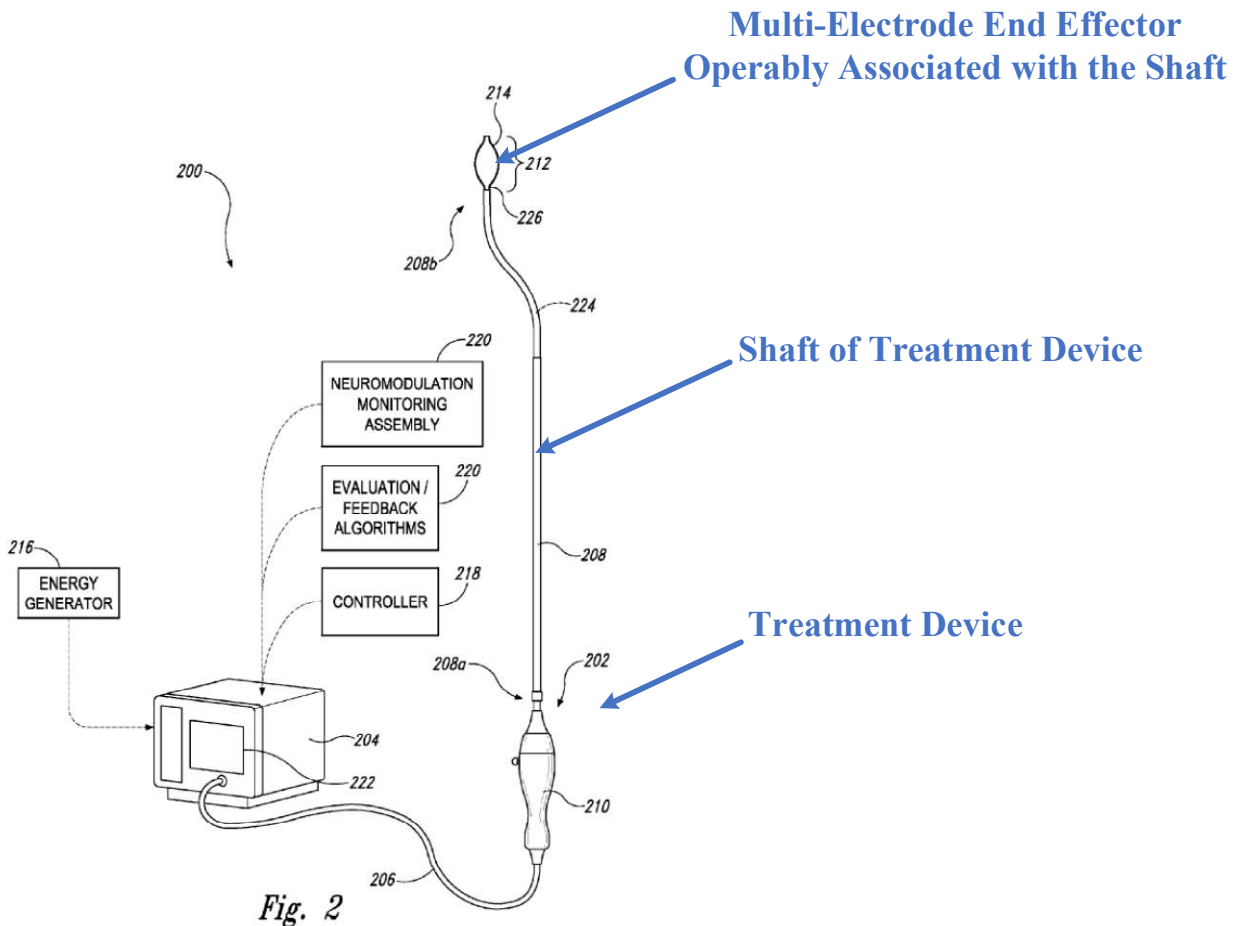 Multi-Electrode End Effector
Operably Associated with the Shaft
214
212
200
226
208b
224
220
Shaft of Treatment Device
NEUROMODULATION
MONITORING
ASSEMBLY
220
EVALUATION /
FEEDBACK
ALGORITHMS
216
208
218
ENERGY
GENERATOR
CONTROLLER
Treatment Device
208a
202
204
222
210
206
Fig. 2